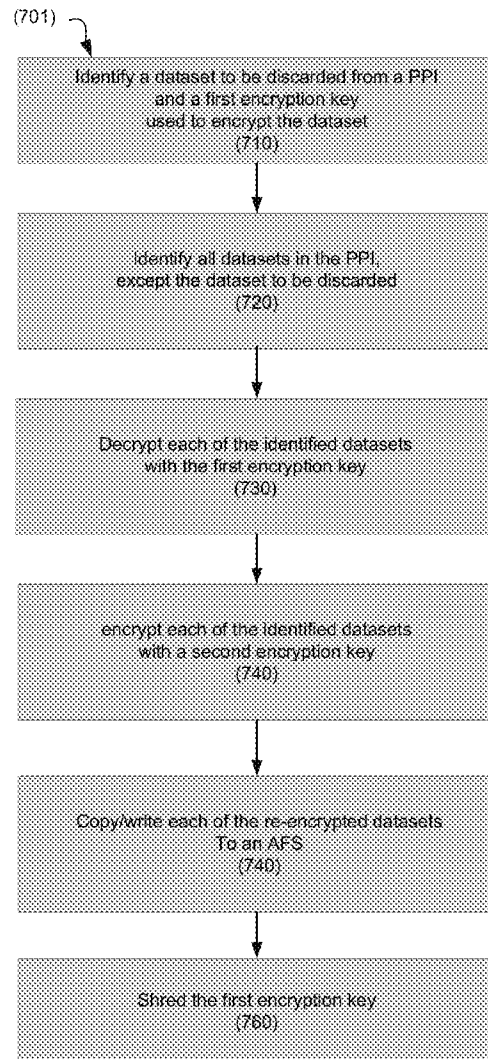 (701)
Identify a dataset to be discarded from a PPI
and a first encryption key
used to encrypt the dataset
(710)
Identify all datasets in the PPI,
except the dataset to be discarded
(720)
Decrypt each of the identified datasets
with the first encryption key
(730)
encrypt each of the identified datasets
with a second encryption key
(740)
Copy/write each of the re-encrypted datasets
To an AFS
(740)
Shred the first encryption key
(760)